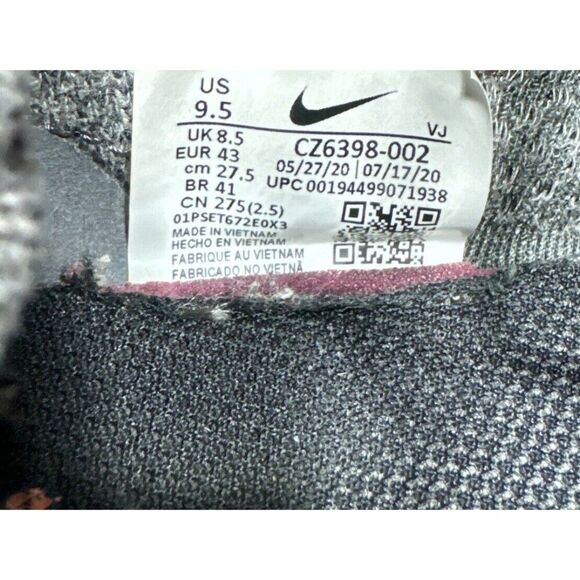 US
9.5
UK 8.5
EUR 43
cm 27.5
BR 41
CN 275(2.5)
01PSET672E0X3
MADE IN VIETNAM
HECHO EN VIETNAM
FABRIQUE AU VIETNAM
FABRICADO NO VIETNÃ
VJ
CZ6398-002
05/27/20 | 07/17/20
UPC 00194499071938